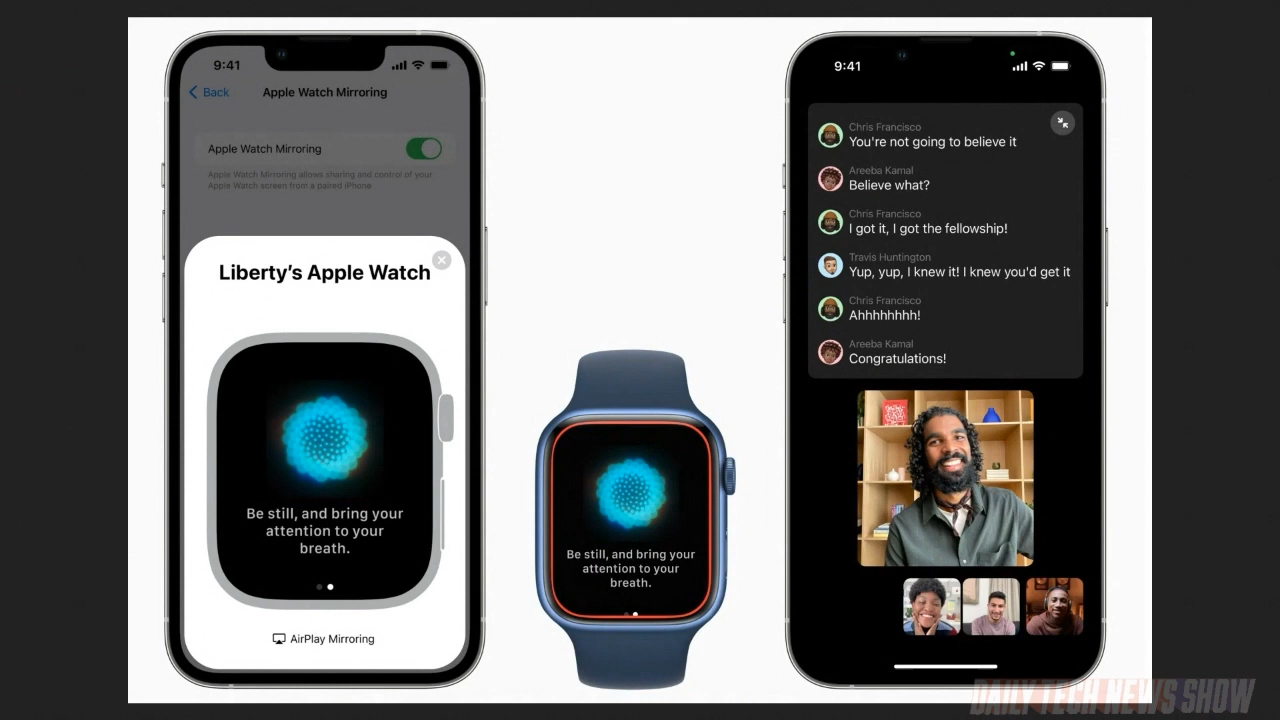 9:41
Back
Apple Watch Mirroring
Apple Watch Mirroring
Apple Watch Mirroring allows sharing and control of your
Apple Watch screen from a paired iPhone
Liberty's Apple Watch
Be still, and bring your
attention to your
breath.
AirPlay Mirroring
Be still, and bring your
attention to your
breath.
9:41
Chris Francisco
You're not going to believe it
Areeba Kamal
Believe what?
Chris Francisco
I got it, I got the fellowship!
Travis Huntington
Yup, yup, I knew it! I knew you'd get it
Chris Francisco
Ahhhhhhhh!
Areeba Kamal
Congratulations!
DAILY TECH NEWS SHOW